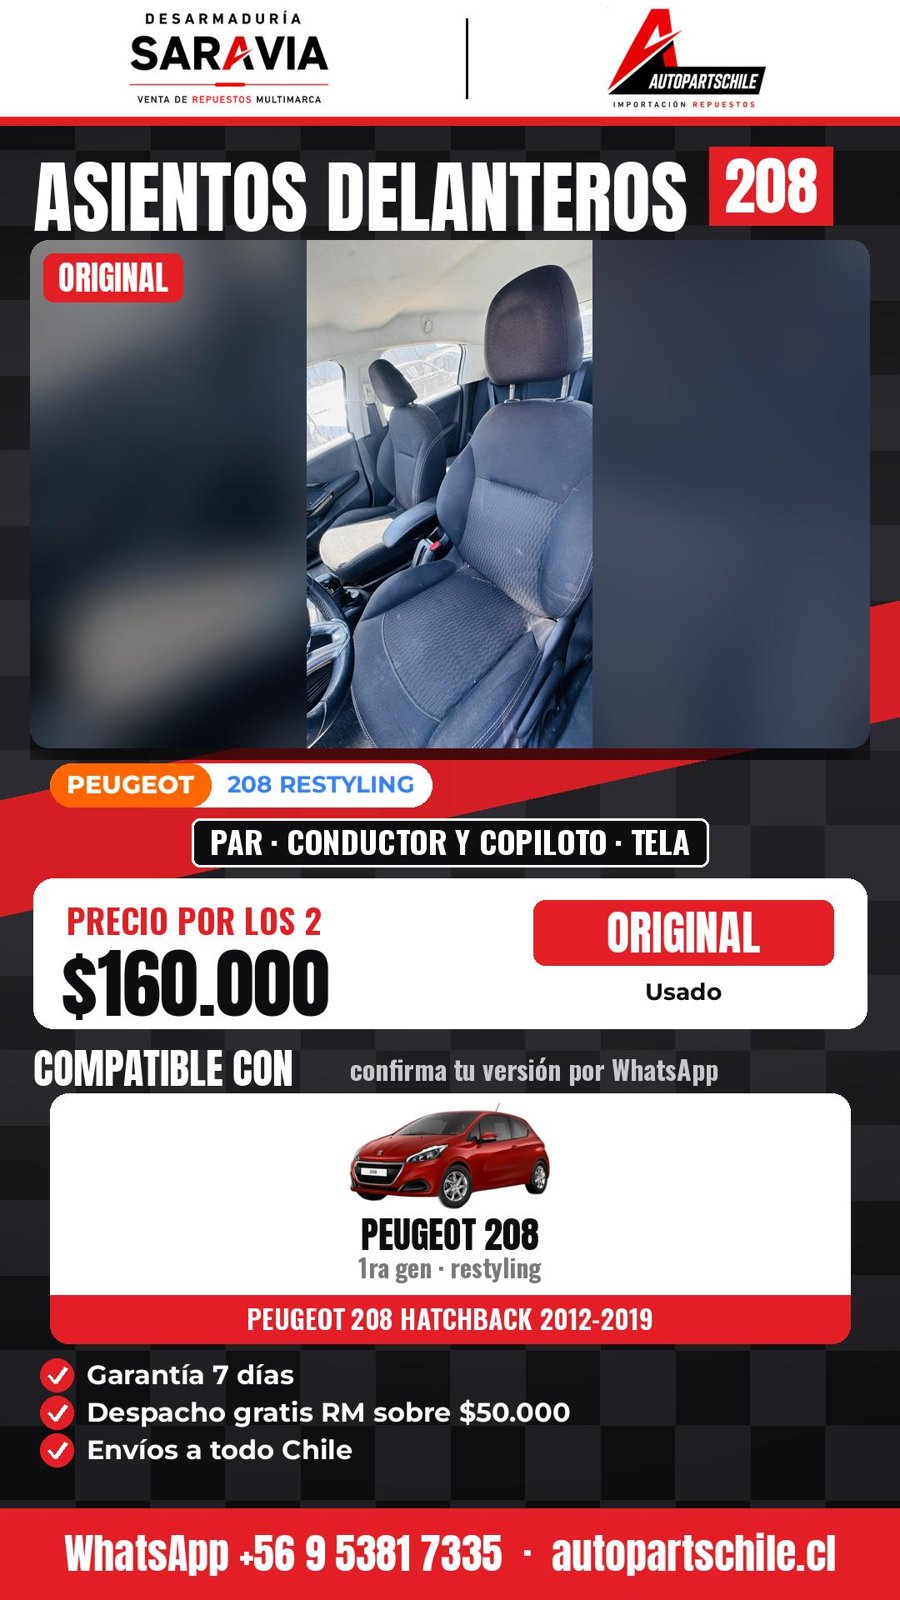 DESARMADURÍA
SARAVIA
VENTA DE REPUESTOS MULTIMARCA
AUTOPARTSCHILE
IMPORTACIÓN REPUESTOS
ASIENTOS DELANTEROS 208
ORIGINAL
PEUGEOT 208 RESTYLING
PAR · CONDUCTOR Y COPILOTO · TELA
PRECIO POR LOS 2
$160.000
ORIGINAL
Usado
COMPATIBLE CON confirma tu versión por WhatsApp
208
PEUGEOT 208
1ra gen · restyling
PEUGEOT 208 HATCHBACK 2012-2019
Garantía 7 días
Despacho gratis RM sobre $50.000
Envíos a todo Chile
WhatsApp +56 9 5381 7335 · autopartschile.cl